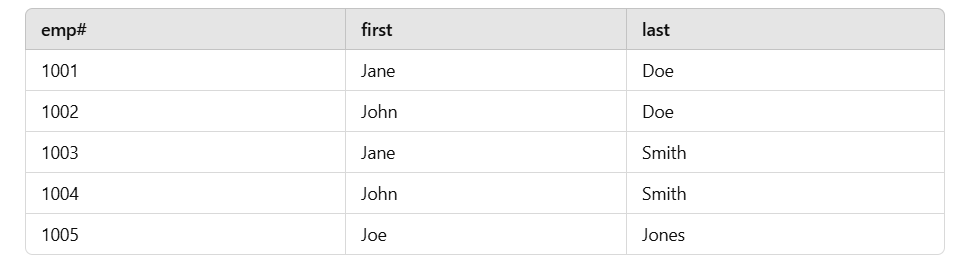 emp# first last
1001 Jane Doe
1002 John Doe
1003 Jane Smith
1004 John Smith
1005 Joe Jones